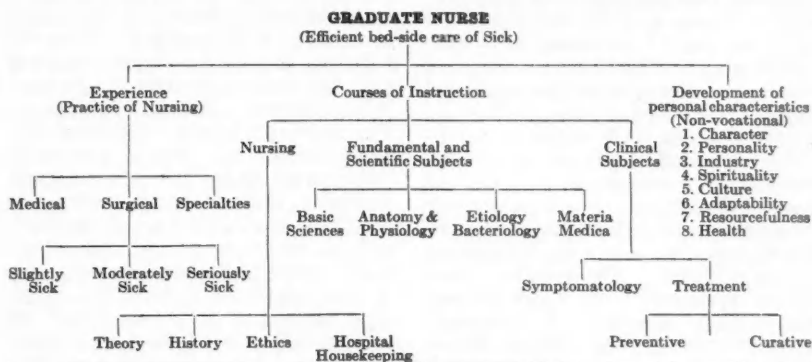 GRADUATE NURSE
(Efficient bed-side care of Sick)
Experience
(Practice of Nursing)
Courses of Instruction
Development of
personal characteristics
(Non-vocational)
1. Character
2. Personality
3. Industry
4. Spirituality
5. Culture
6. Adaptability
7. Resourcefulness
8. Health
Nursing
Fundamental and
Scientific Subjects
Clinical
Subjects
Medical
Surgical
Specialties
Basic
Sciences
Anatomy &
Physiology
Etiology
Bacteriology
Materia
Medica
Slightly
Sick
Moderately
Sick
Seriously
Sick
Symptomatology
Treatment
Theory
History
Ethics
Hospital
Housekeeping
Preventive
Curative